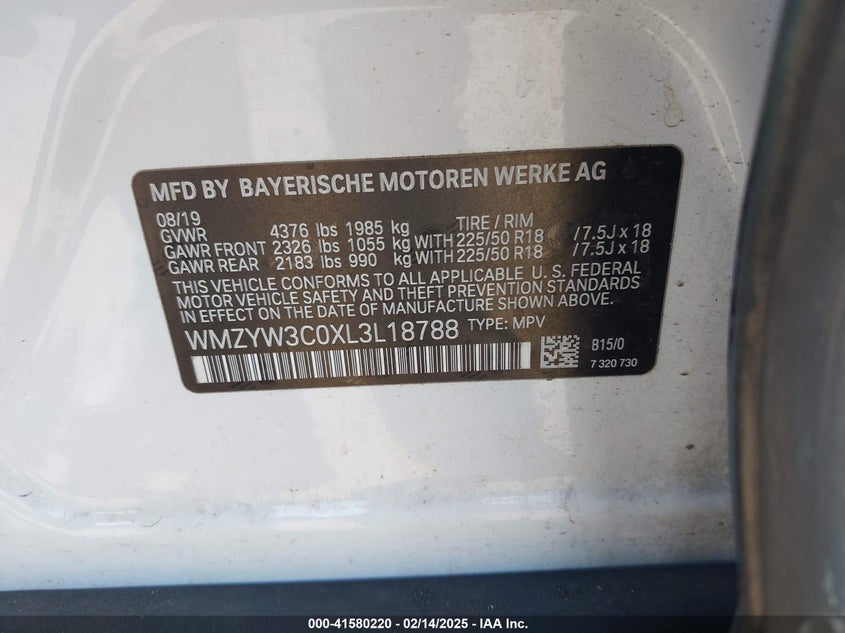 MFD BY BAYERISCHE MOTOREN WERKE AG
08/19 TIRE / RIM
GVWR 4376 lbs 1985 kg
GAWR FRONT 2326 lbs 1055 kg WITH 225/50 R18 /7.5J x 18
GAWR REAR 2183 lbs 990 kg WITH 225/50 R18 /7.5J x 18
THIS VEHICLE CONFORMS TO ALL APPLICABLE U. S. FEDERAL
MOTOR VEHICLE SAFETY AND THEFT PREVENTION STANDARDS
IN EFFECT ON THE DATE OF MANUFACTURE SHOWN ABOVE.
WMZYW3C0XL3L18788 TYPE: MPV
B15/0
7 320 730
000-41580220 - 02/14/2025 - IAA Inc.